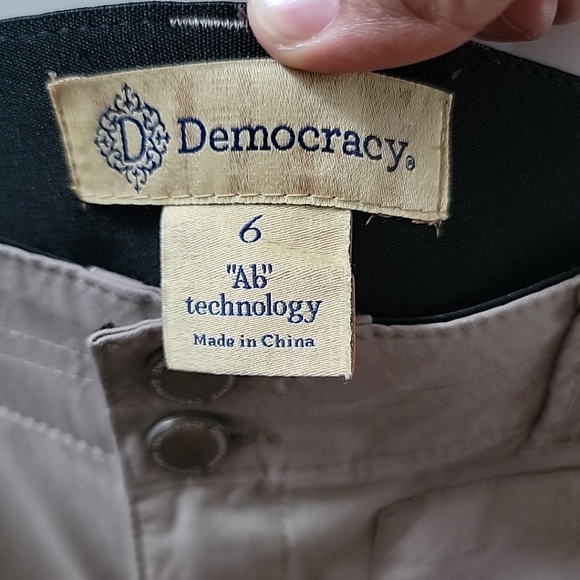 D Democracy®
6
"Ab"
technology
Made in China